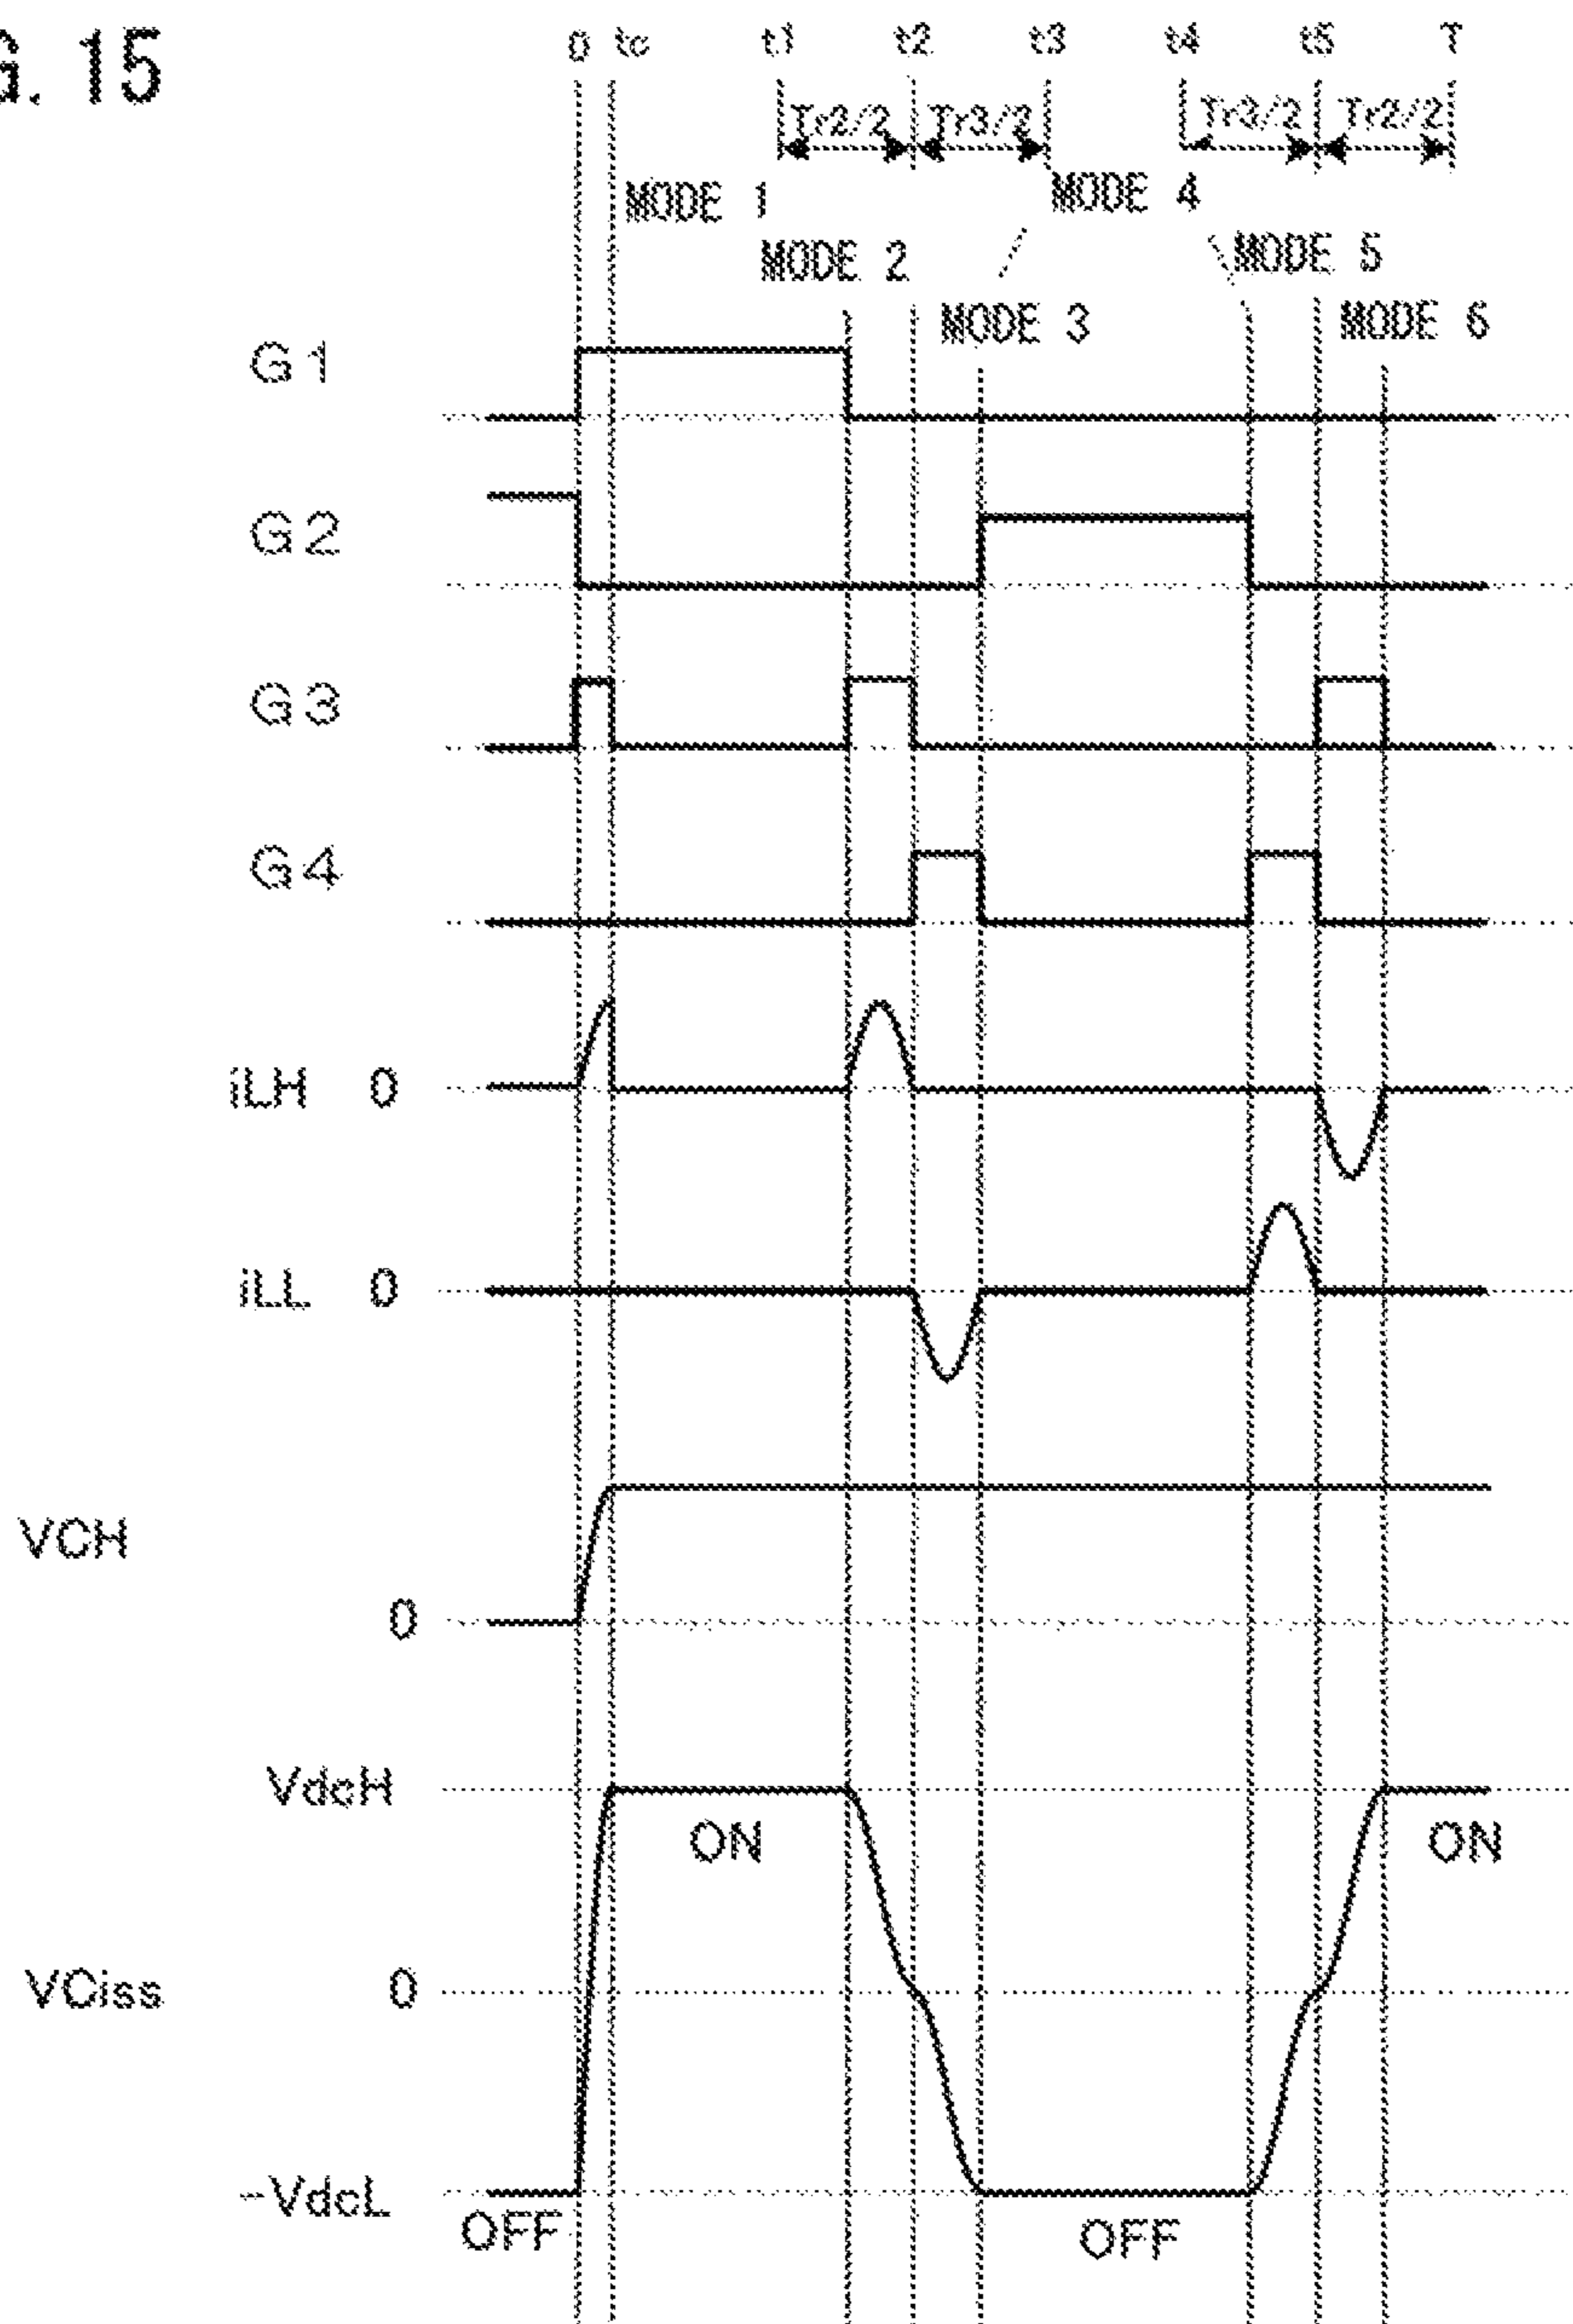 G. 15
0 tc t1 t2 t3 t4 t5 T
Tr2/2 Tr3/2 Tr3/2 Tr2/2
MODE 1 MODE 4
MODE 2 MODE 5
MODE 3 MODE 6
G1
G2
G3
G4
iLH 0
iLL 0
VCH
0
VdcH
ON ON
VCiss 0
-VdcL
OFF OFF